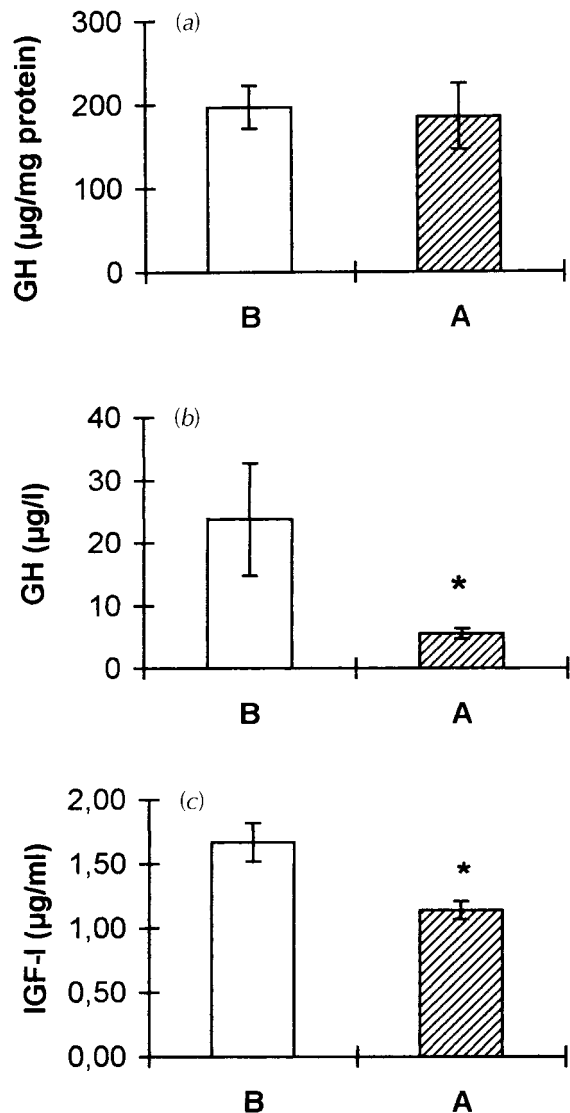 (a)
GH (µg/mg protein)
300
200
100
0
B A
(b)
GH (µg/l)
40
30
20
10
0
*
B A
(c)
IGF-I (µg/ml)
2,00
1,50
1,00
0,50
0,00
*
B A